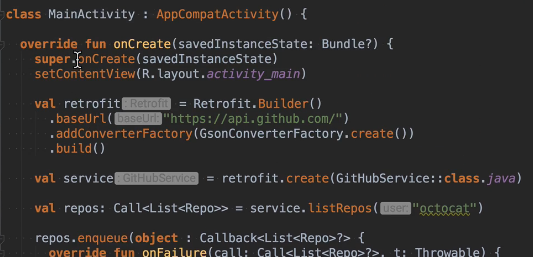 class MainActivity : AppCompatActivity() {
override fun onCreate(savedInstanceState: Bundle?) {
super.onCreate(savedInstanceState)
setContentView(R.layout.activity_main)
val retrofit: Retrofit = Retrofit.Builder()
.baseUrl( baseUrl: "https://api.github.com/")
.addConverterFactory(GsonConverterFactory.create())
.build()
val service: GitHubService = retrofit.create(GitHubService::class.java)
val repos: Call<List<Repo>> = service.listRepos( user: "octocat")
repos.enqueue(object : Callback<List<Repo>?> {
override fun onFailure(call: Call<List<Repo>?>, t: Throwable) {